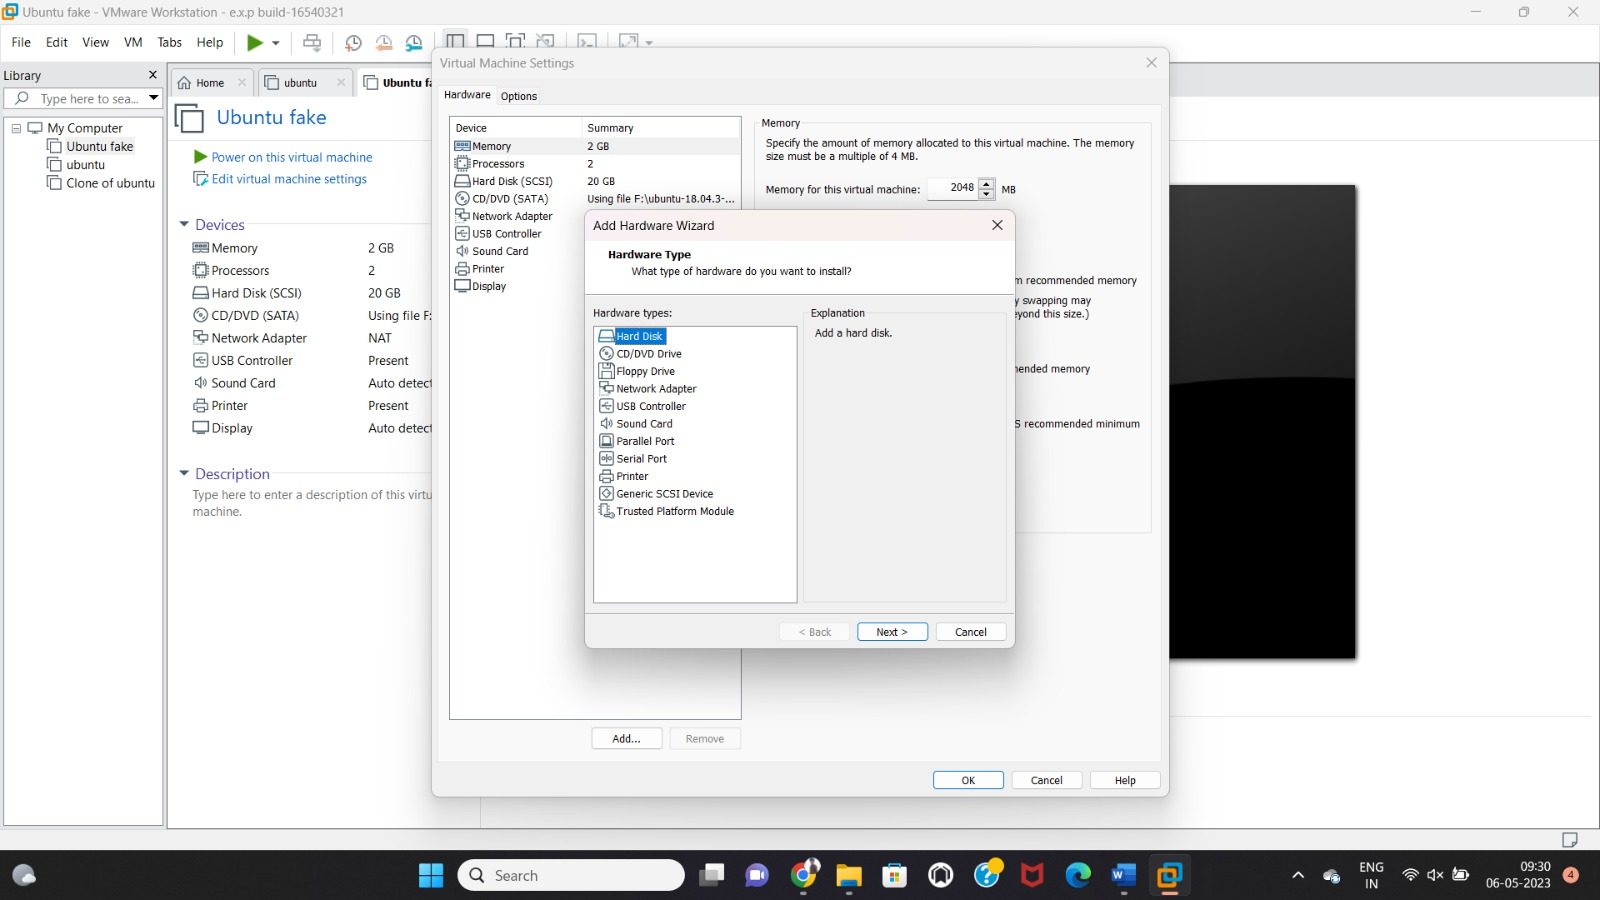 Ubuntu fake - VMware Workstation - e.x.p build-16540321
File Edit View VM Tabs Help
Library
Type here to sea...
My Computer
Ubuntu fake
ubuntu
Clone of ubuntu
Home
ubuntu
Ubuntu fa
Ubuntu fake
Power on this virtual machine
Edit virtual machine settings
Devices
Memory 2 GB
Processors 2
Hard Disk (SCSI) 20 GB
CD/DVD (SATA) Using file F:
Network Adapter NAT
USB Controller Present
Sound Card Auto detect
Printer Present
Display Auto detect
Description
Type here to enter a description of this virtu
machine.
Virtual Machine Settings
Hardware Options
Device Summary
Memory 2 GB
Processors 2
Hard Disk (SCSI) 20 GB
CD/DVD (SATA) Using file F:\ubuntu-18.04.3-...
Network Adapter
USB Controller
Sound Card
Printer
Display
Memory
Specify the amount of memory allocated to this virtual machine. The memory
size must be a multiple of 4 MB.
Memory for this virtual machine: 2048 MB
m recommended memory
y swapping may
eyond this size.)
ended memory
S recommended minimum
Add Hardware Wizard
Hardware Type
What type of hardware do you want to install?
Hardware types:
Hard Disk
CD/DVD Drive
Floppy Drive
Network Adapter
USB Controller
Sound Card
Parallel Port
Serial Port
Printer
Generic SCSI Device
Trusted Platform Module
Explanation
Add a hard disk.
< Back Next > Cancel
Add... Remove
OK Cancel Help
Search
ENG
IN
09:30
06-05-2023
4